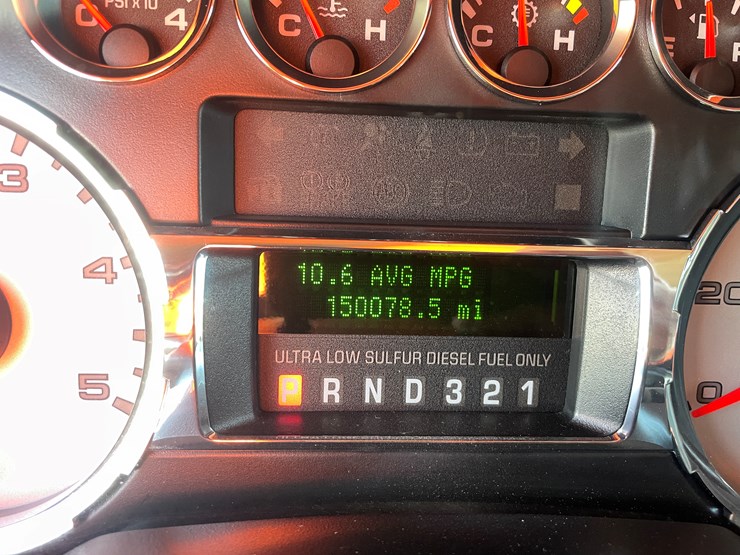 PSI X 10
0 4
C H
C H
E F
3
4
5
10.6 AVG MPG
150078.5 mi
ULTRA LOW SULFUR DIESEL FUEL ONLY
P R N D 3 2 1
20
0